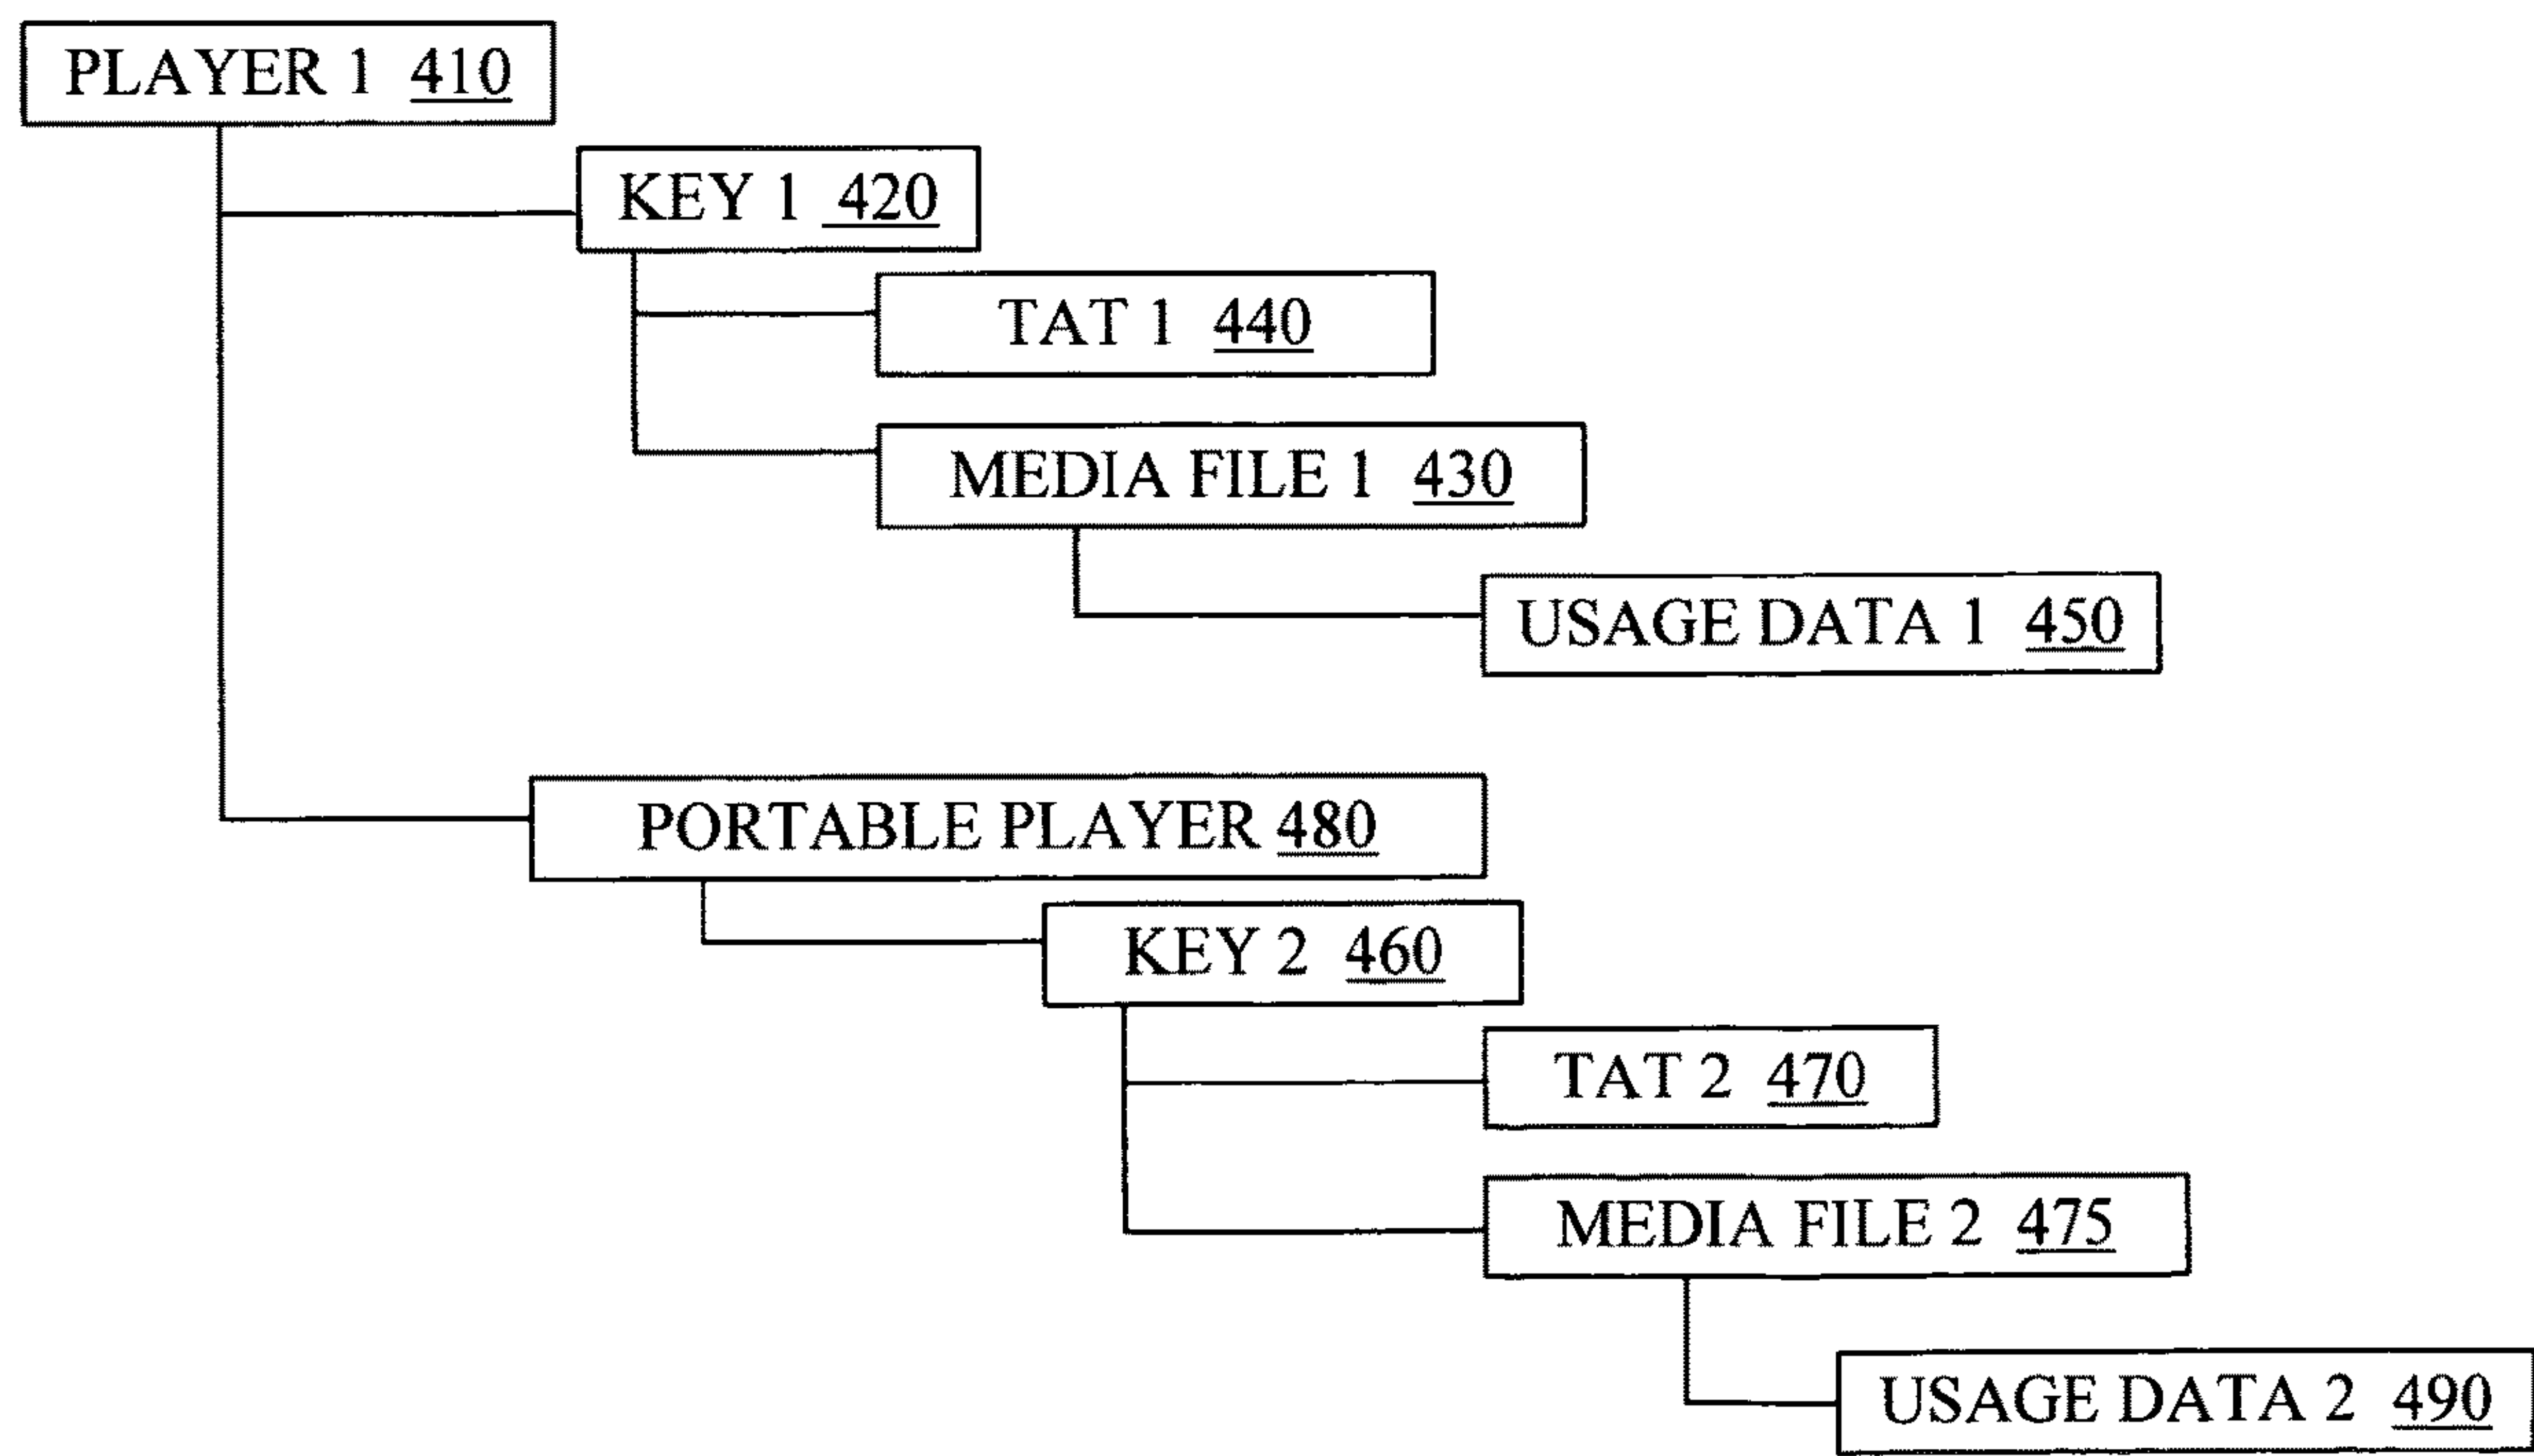 PLAYER 1 410
KEY 1 420
TAT 1 440
MEDIA FILE 1 430
USAGE DATA 1 450
PORTABLE PLAYER 480
KEY 2 460
TAT 2 470
MEDIA FILE 2 475
USAGE DATA 2 490